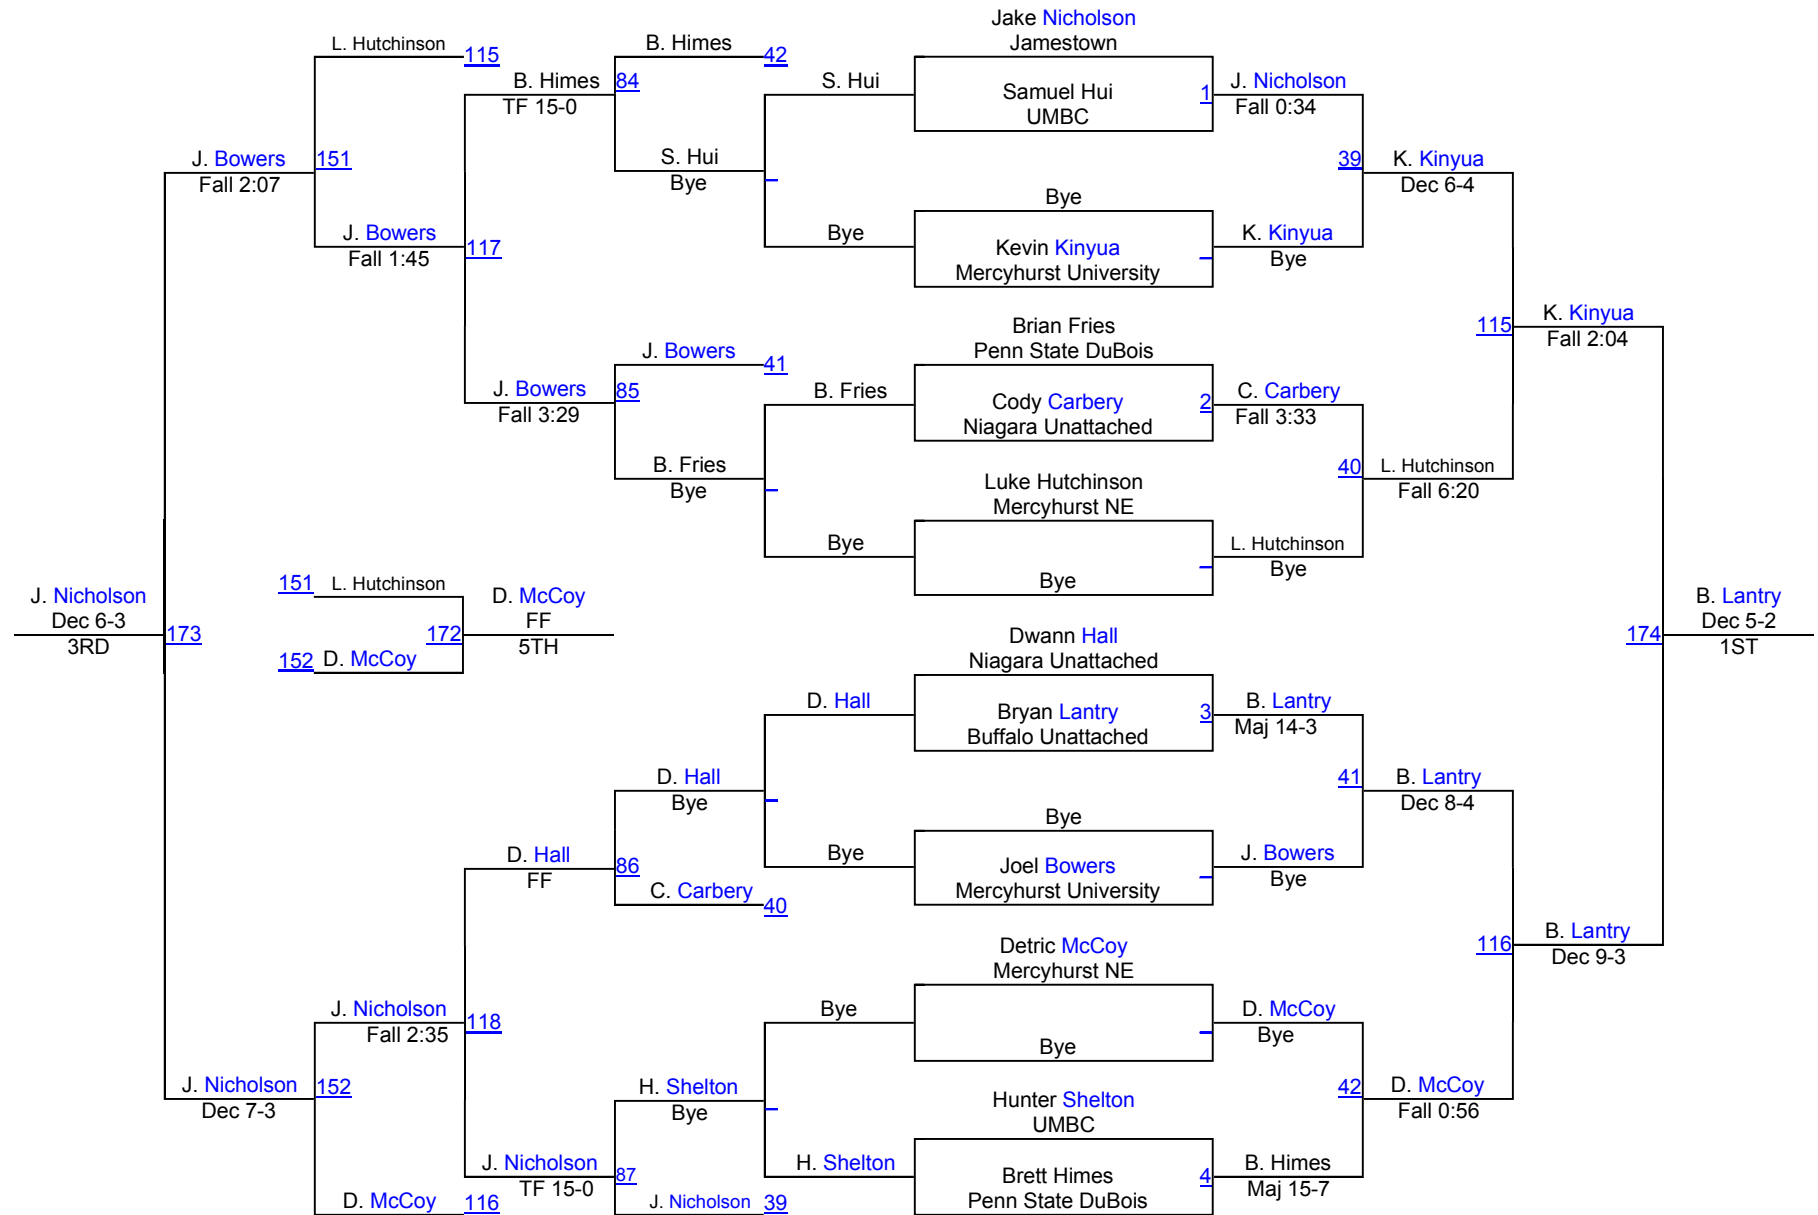 Jake Nicholson
Jamestown
L. Hutchinson
115
B. Himes
42
B. Himes
84
TF 15-0
S. Hui
Samuel Hui
UMBC
1
J. Nicholson
Fall 0:34
J. Bowers
151
Fall 2:07
S. Hui
Bye
39
K. Kinyua
Dec 6-4
Bye
J. Bowers
117
Fall 1:45
Bye
Kevin Kinyua
Mercyhurst University
K. Kinyua
Bye
Brian Fries
Penn State DuBois
115
K. Kinyua
Fall 2:04
J. Bowers
41
J. Bowers
85
Fall 3:29
B. Fries
Cody Carbery
Niagara Unattached
2
C. Carbery
Fall 3:33
B. Fries
Bye
40
L. Hutchinson
Fall 6:20
Luke Hutchinson
Mercyhurst NE
Bye
Bye
L. Hutchinson
Bye
J. Nicholson
Dec 6-3
173
3RD
151
L. Hutchinson
152
D. McCoy
172
D. McCoy
FF
5TH
174
B. Lantry
Dec 5-2
1ST
Dwann Hall
Niagara Unattached
D. Hall
Bryan Lantry
Buffalo Unattached
3
B. Lantry
Maj 14-3
D. Hall
Bye
41
B. Lantry
Dec 8-4
Bye
D. Hall
86
FF
Bye
Joel Bowers
Mercyhurst University
J. Bowers
Bye
C. Carbery
40
Detric McCoy
Mercyhurst NE
116
B. Lantry
Dec 9-3
J. Nicholson
118
Fall 2:35
Bye
Bye
D. McCoy
Bye
J. Nicholson
152
Dec 7-3
H. Shelton
Bye
Hunter Shelton
UMBC
42
D. McCoy
Fall 0:56
J. Nicholson
87
TF 15-0
H. Shelton
Brett Himes
Penn State DuBois
4
B. Himes
Maj 15-7
D. McCoy
116
J. Nicholson
39